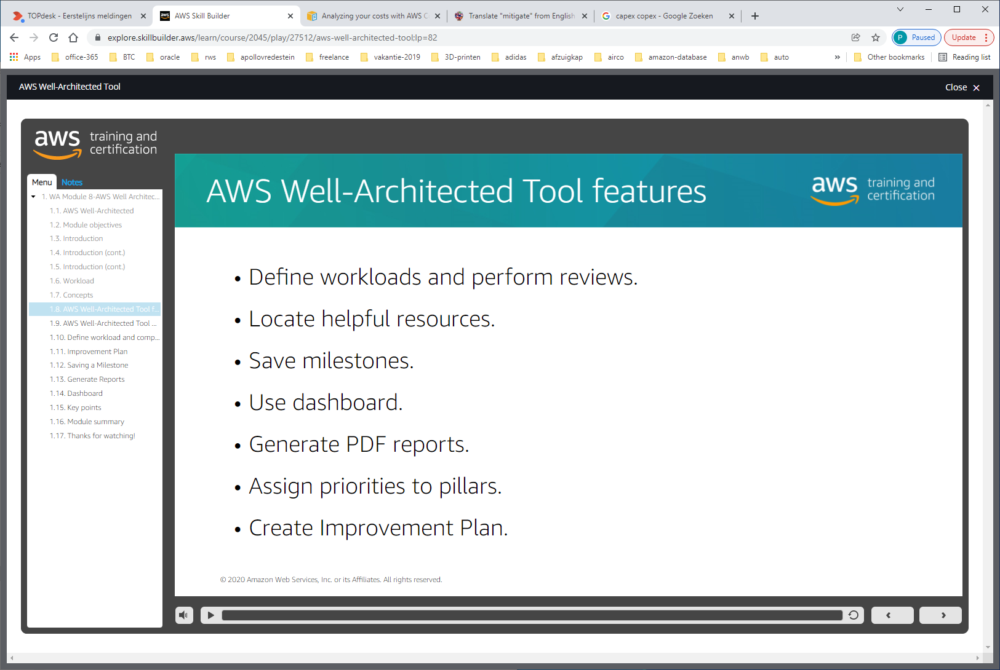 TOPdesk - Eerstelijns meldingen
AWS Skill Builder
Analyzing your costs with AWS C
Translate "mitigate" from English
capex copex - Google Zoeken
explore.skillbuilder.aws/learn/course/2045/play/27512/aws-well-architected-tool;lp=82
P Paused
Update
Apps
office-365
BTC
oracle
rws
apollovredestein
freelance
vakantie-2019
3D-printen
adidas
afzuigkap
airco
amazon-database
anwb
auto
»
Other bookmarks
Reading list
AWS Well-Architected Tool
Close
aws training and
certification
Menu
Notes
1. WA Module 8-AWS Well Architec...
1.1. AWS Well-Architected
1.2. Module objectives
1.3. Introduction
1.4. Introduction (cont.)
1.5. Introduction (cont.)
1.6. Workload
1.7. Concepts
1.8. AWS Well-Architected Tool f...
1.9. AWS Well-Architected Tool ...
1.10. Define workload and comp...
1.11. Improvement Plan
1.12. Saving a Milestone
1.13. Generate Reports
1.14. Dashboard
1.15. Key points
1.16. Module summary
1.17. Thanks for watching!
AWS Well-Architected Tool features
aws training and
certification
• Define workloads and perform reviews.
• Locate helpful resources.
• Save milestones.
• Use dashboard.
• Generate PDF reports.
• Assign priorities to pillars.
• Create Improvement Plan.
© 2020 Amazon Web Services, Inc. or its Affiliates. All rights reserved.